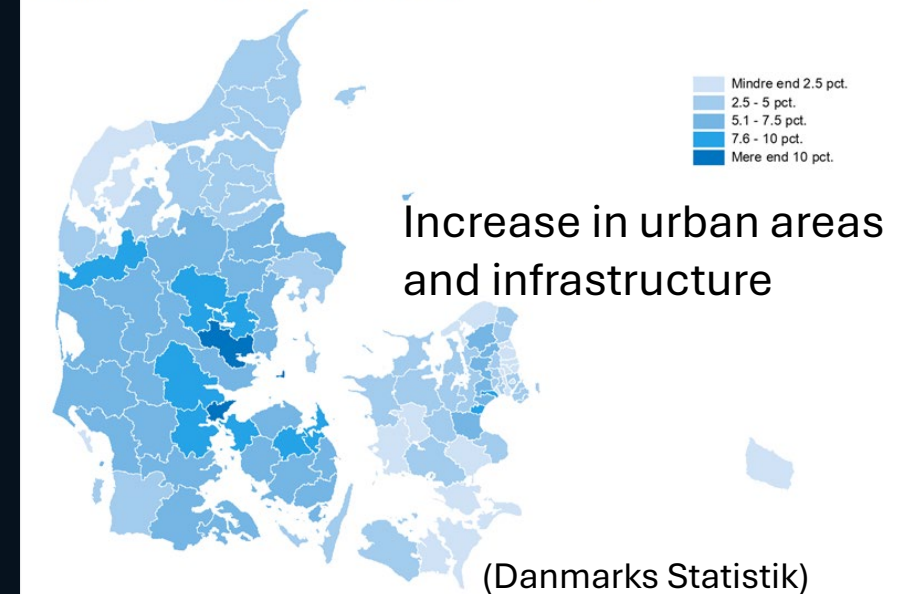 Mindre end 2.5 pct.
2.5 - 5 pct.
5.1 - 7.5 pct.
7.6 - 10 pct.
Mere end 10 pct.
Increase in urban areas
and infrastructure
(Danmarks Statistik)